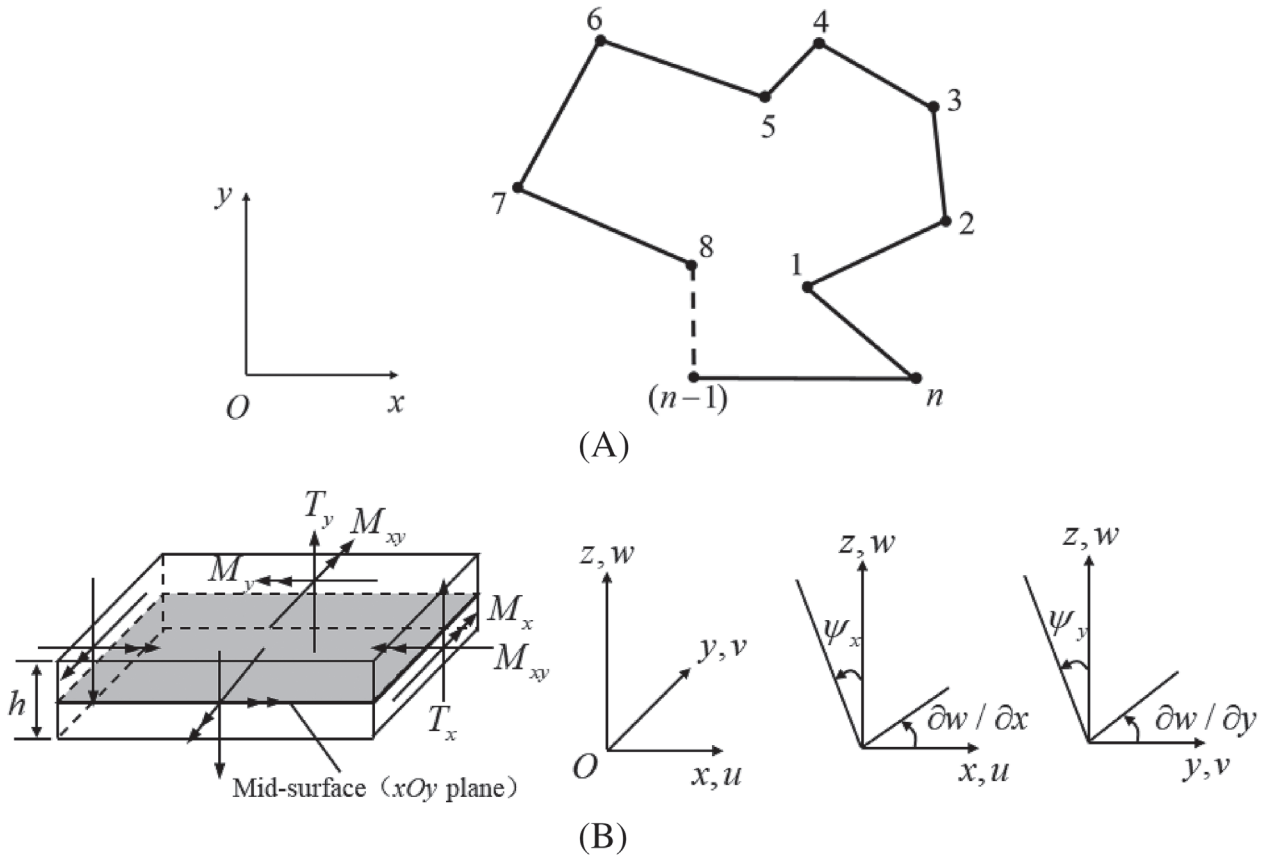 6
4
5
3
7
2
8
1
y
O
x
(n−1)
n
(A)
T_y
M_xy
M_y
M_x
M_xy
h
T_x
Mid-surface（xOy plane）
z, w
y, v
O
x, u
z, w
ψ_x
∂w / ∂x
x, u
z, w
ψ_y
∂w / ∂y
y, v
(B)